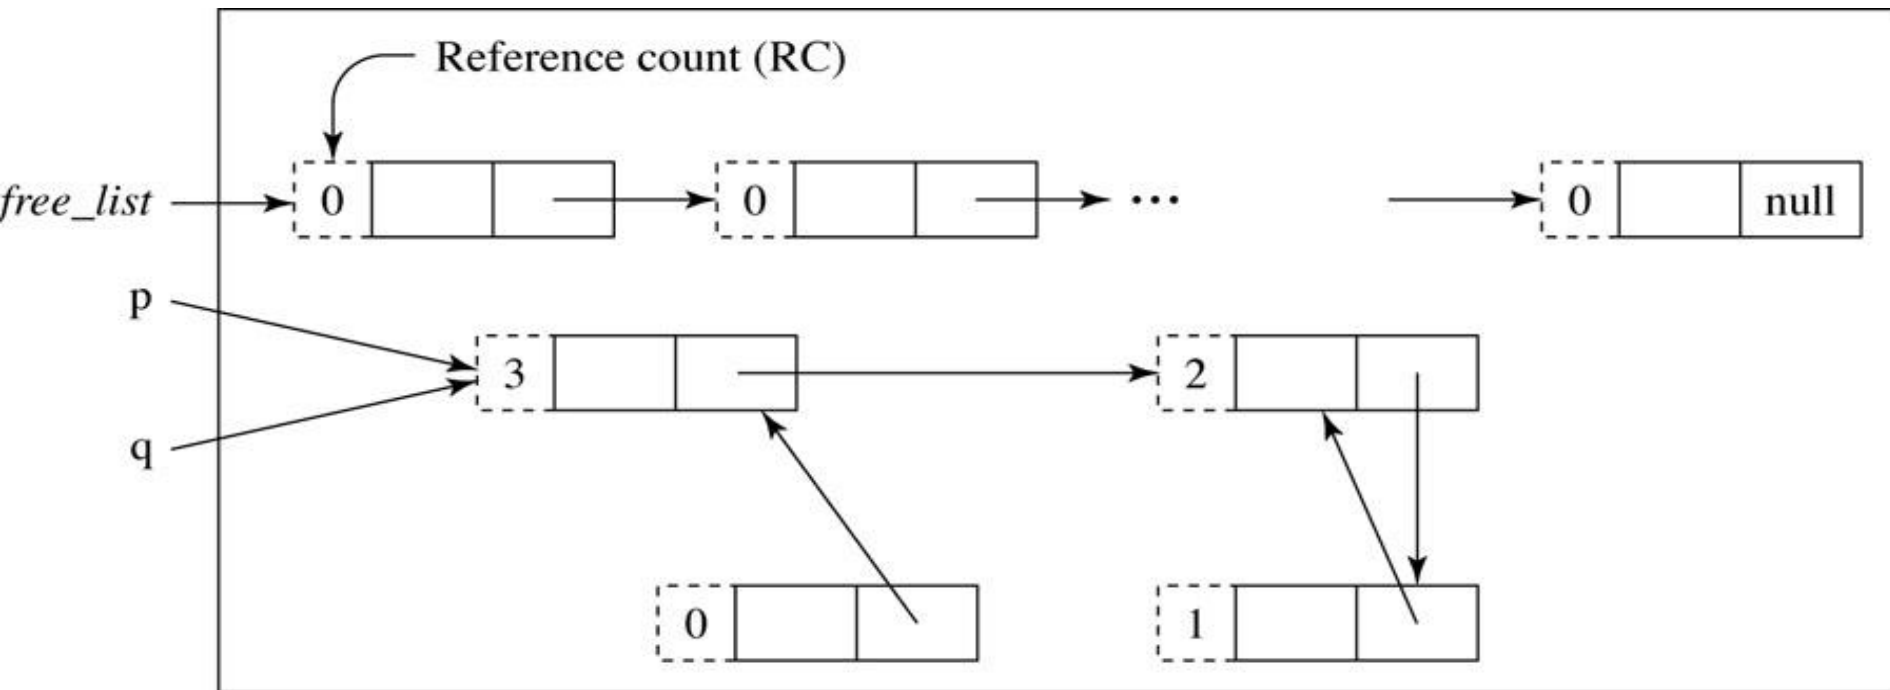 Reference count (RC)
free_list 0 0 ... 0 null
p
3 2
q
0 1